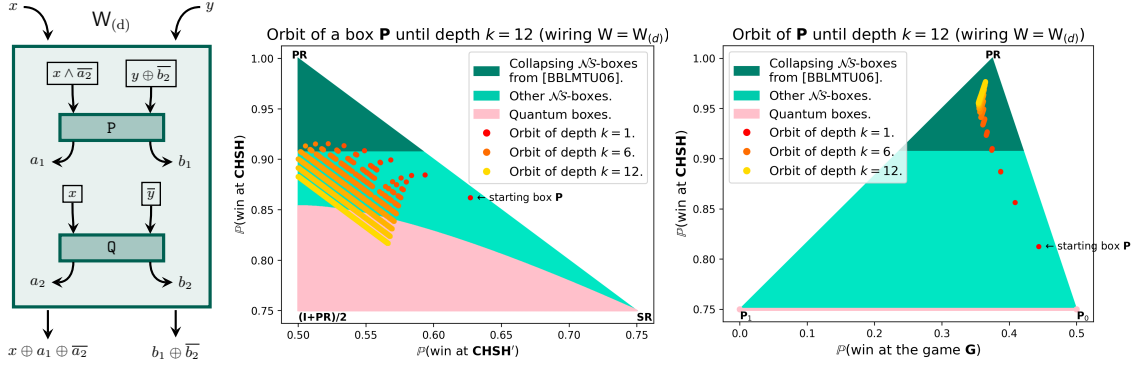 x
y
W(d)
x ∧ a̅₂̅
y ⊕ b̅₂̅
P
a₁
b₁
x
y̅
Q
a₂
b₂
x ⊕ a₁ ⊕ a̅₂̅
b₁ ⊕ b̅₂̅
Orbit of a box P until depth k = 12 (wiring W = W(d))
PR
Collapsing NS-boxes
from [BBLMTU06].
Other NS-boxes.
Quantum boxes.
Orbit of depth k = 1.
Orbit of depth k = 6.
Orbit of depth k = 12.
← starting box P
(I+PR)/2
SR
1.00
0.95
0.90
0.85
0.80
0.75
0.50
0.55
0.60
0.65
0.70
0.75
ℙ(win at CHSH)
ℙ(win at CHSH′)
Orbit of P until depth k = 12 (wiring W = W(d))
PR
Collapsing NS-boxes
from [BBLMTU06].
Other NS-boxes.
Quantum boxes.
Orbit of depth k = 1.
Orbit of depth k = 6.
Orbit of depth k = 12.
← starting box P
P₁
P₀
1.00
0.95
0.90
0.85
0.80
0.75
0.0
0.1
0.2
0.3
0.4
0.5
ℙ(win at CHSH)
ℙ(win at the game G)